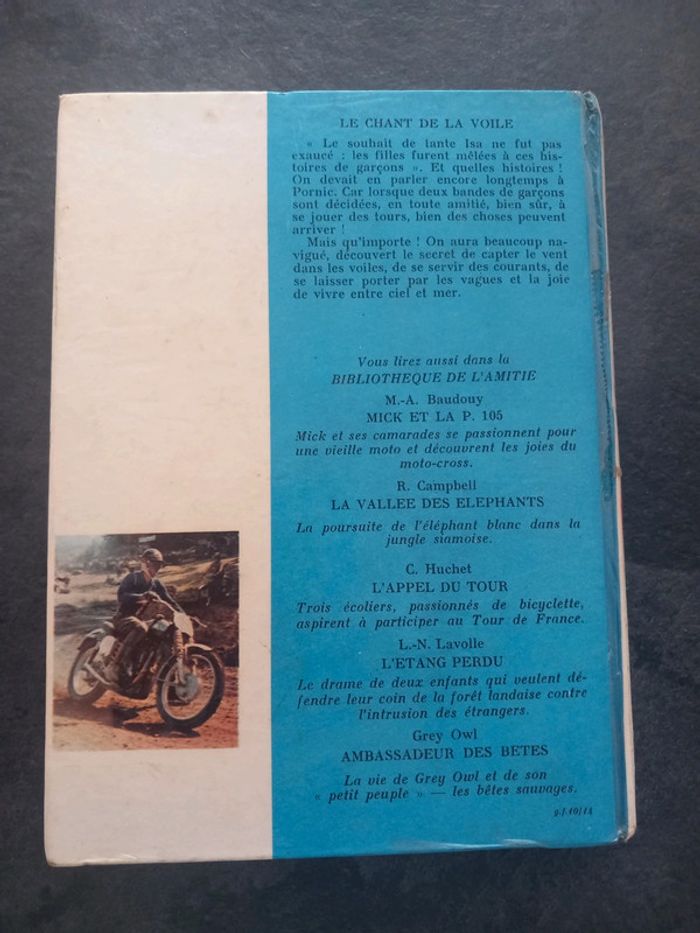 LE CHANT DE LA VOILE
« Le souhait de tante Isa ne fut pas
exaucé : les filles furent mêlées à ces his-
toires de garçons ». Et quelles histoires !
On devait en parler encore longtemps à
Pornic. Car lorsque deux bandes de garçons
sont décidées, en toute amitié, bien sûr, à
se jouer des tours, bien des choses peuvent
arriver !
Mais qu'importe ! On aura beaucoup na-
vigué, découvert le secret de capter le vent
dans les voiles, de se servir des courants, de
se laisser porter par les vagues et la joie
de vivre entre ciel et mer.
Vous lirez aussi dans la
BIBLIOTHEQUE DE L'AMITIE
M.-A. Baudouy
MICK ET LA P. 105
Mick et ses camarades se passionnent pour
une vieille moto et découvrent les joies du
moto-cross.
R. Campbell
LA VALLEE DES ELEPHANTS
La poursuite de l'éléphant blanc dans la
jungle siamoise.
C. Huchet
L'APPEL DU TOUR
Trois écoliers, passionnés de bicyclette,
aspirent à participer au Tour de France.
L.-N. Lavolle
L'ETANG PERDU
Le drame de deux enfants qui veulent dé-
fendre leur coin de la forêt landaise contre
l'intrusion des étrangers.
Grey Owl
AMBASSADEUR DES BETES
La vie de Grey Owl et de son
« petit peuple » — les bêtes sauvages.